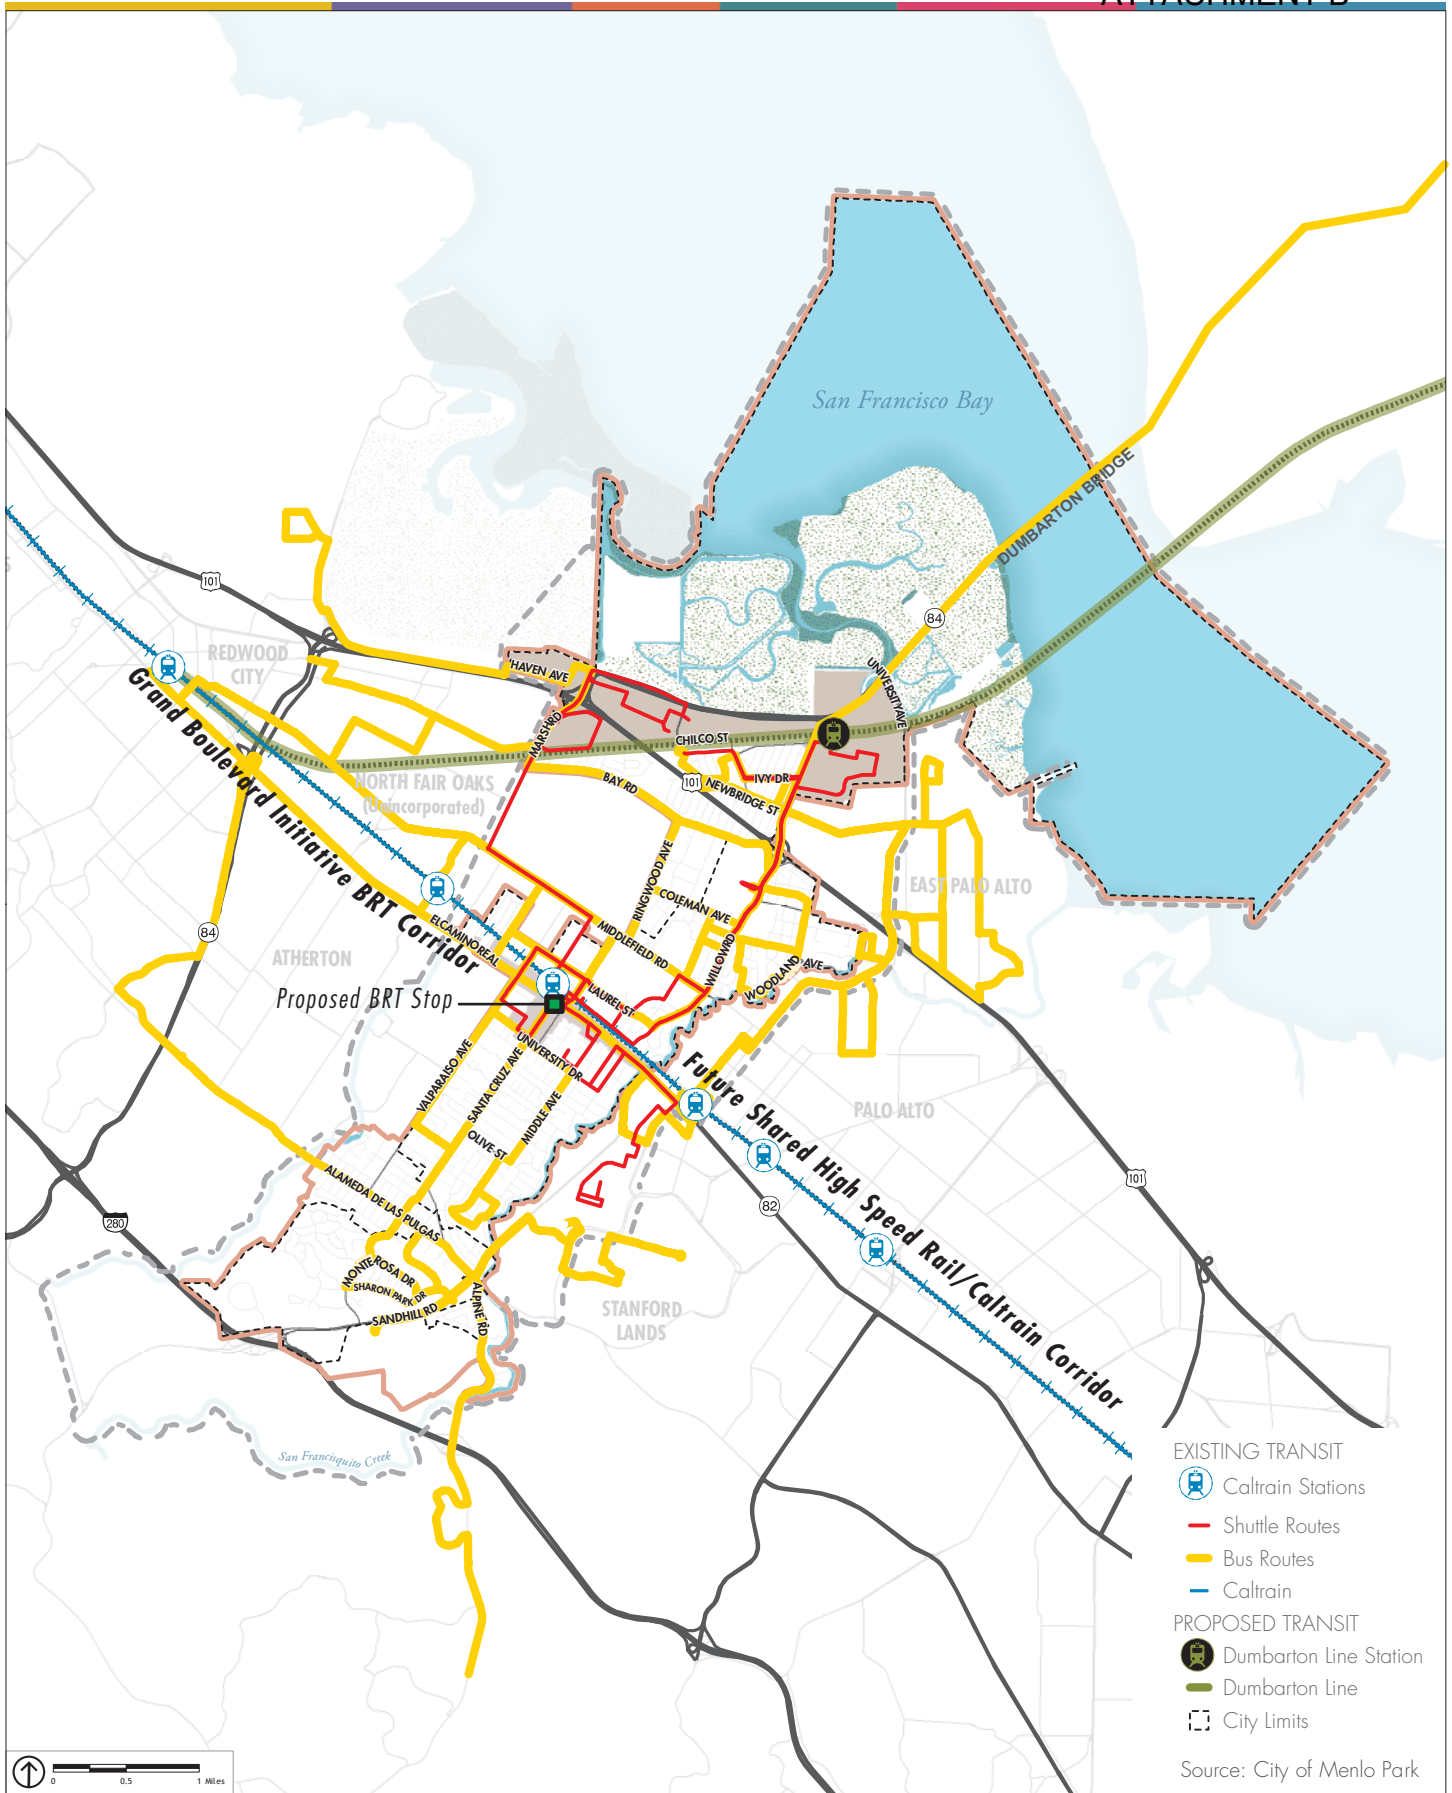 ATTACHMENT B
San Francisco Bay
DUMBARTON BRIDGE
84
101
REDWOOD
CITY
HAVEN AVE
UNIVERSITY AVE
MARSH RD
CHILCO ST
NORTH FAIR OAKS
(Unincorporated)
BAY RD
101
NEWBRIDGE ST
IVY DR
Grand Boulevard Initiative BRT Corridor
RINGWOOD AVE
COLEMAN AVE
EAST PALO ALTO
84
ATHERTON
EL CAMINO REAL
MIDDLEFIELD RD
WILLOW RD
WOODLAND AVE
Proposed BRT Stop
LAUREL ST
UNIVERSITY DR
VALPARAISO AVE
SANTA CRUZ AVE
MIDDLE AVE
OLIVE ST
Future Shared High Speed Rail/Caltrain Corridor
PALO ALTO
101
82
280
ALAMEDA DE LAS PULGAS
MONTE ROSA DR
SHARON PARK DR
SANDHILL RD
ALPINE RD
STANFORD
LANDS
San Francisquito Creek
EXISTING TRANSIT
Caltrain Stations
Shuttle Routes
Bus Routes
Caltrain
PROPOSED TRANSIT
Dumbarton Line Station
Dumbarton Line
City Limits
Source: City of Menlo Park
0 0.5 1 Miles